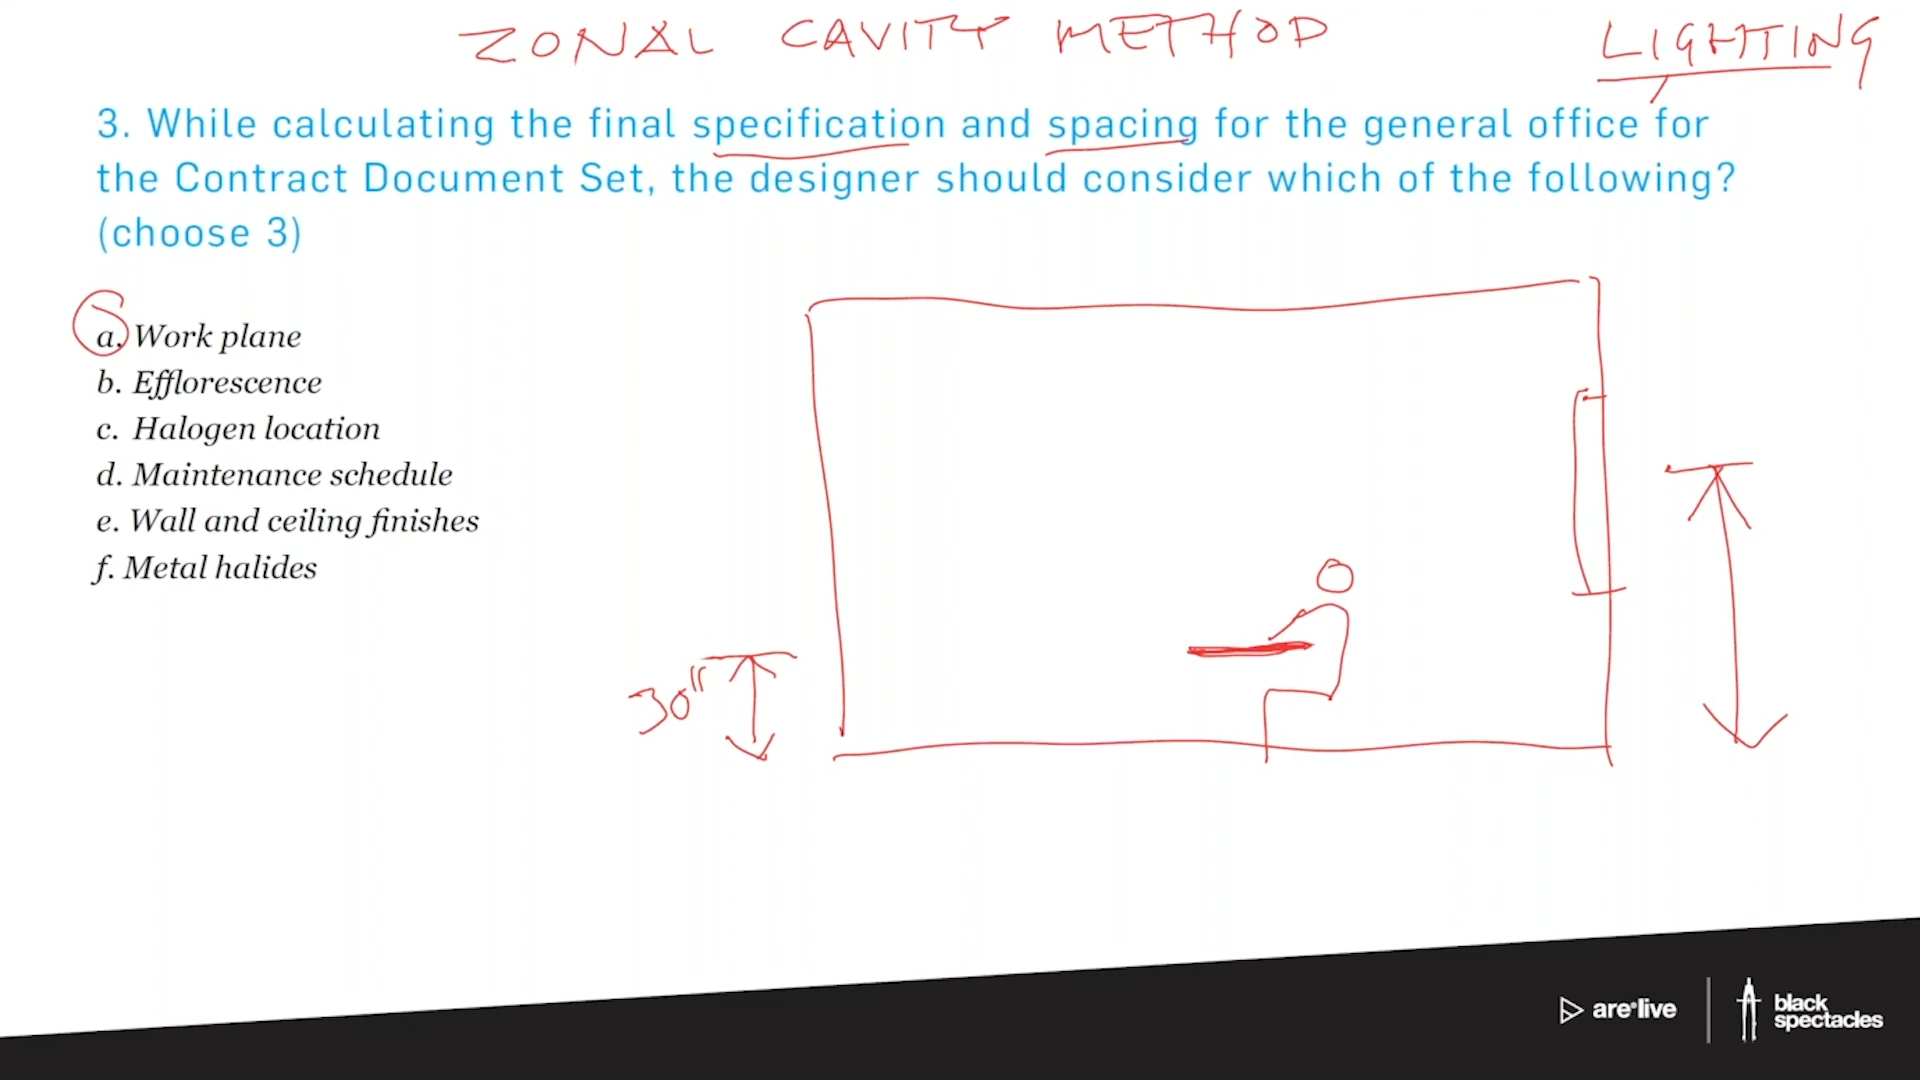 ZONAL CAVITY METHOD
LIGHTING
3. While calculating the final specification and spacing for the general office for
the Contract Document Set, the designer should consider which of the following?
(choose 3)
a. Work plane
b. Efflorescence
c. Halogen location
d. Maintenance schedule
e. Wall and ceiling finishes
f. Metal halides
30"
are live
black
spectacles